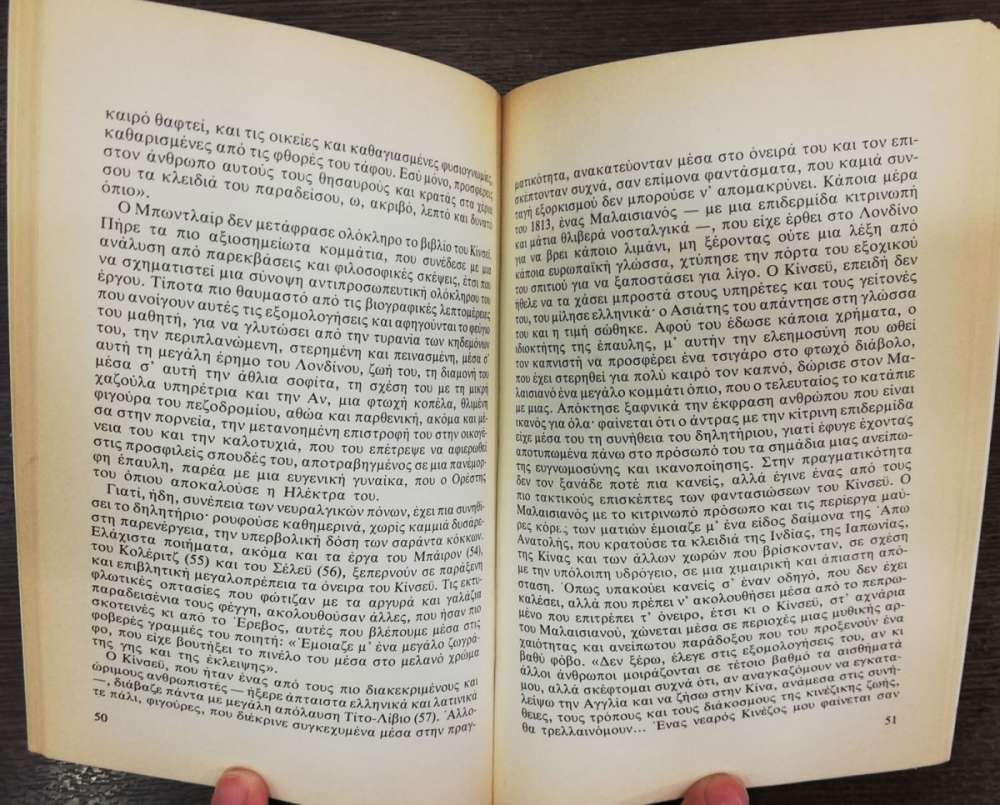 καιρό θαφτεί, και τις οικείες και καθαγιασμένες φυσιογνωμίες,
καθαρισμένες από τις φθορές του τάφου. Εσύ μόνο, προσφέρεις
στον άνθρωπο αυτούς τους θησαυρούς και κρατάς στα χέρια
σου τα κλειδιά του παραδείσου, ω, ακριβό, λεπτό και δυνατό
όπιο».
Ο Μπωντλαίρ δεν μετάφρασε ολόκληρο το βιβλίο του Κίνσεϋ.
Πήρε τα πιο αξιοσημείωτα κομμάτια, που συνέδεσε με μια
ανάλυση από παρεκβάσεις και φιλοσοφικές σκέψεις, έτσι που
να σχηματιστεί μια σύνοψη αντιπροσωπευτική ολόκληρου του
έργου. Τίποτα πιο θαυμαστό από τις βιογραφικές λεπτομέρειες
που ανοίγουν αυτές τις εξομολογήσεις και αφηγούνται το φεύγιο
του μαθητή, για να γλυτώσει από την τυρανία των κηδεμόνων
του, την περιπλανώμενη, στερημένη και πεινασμένη, μέσα σ'
αυτή τη μεγάλη έρημο του Λονδίνου, ζωή του, τη διαμονή του
μέσα σ' αυτή την άθλια σοφίτα, τη σχέση του με τη μικρή
χαζούλα υπηρέτρια και την Αν, μια φτωχή κοπέλα, θλιμένη
φιγούρα του πεζοδρομίου, αθώα και παρθενική, ακόμα και μέ-
σα στην πορνεία, την μετανοημένη επιστροφή του στην οικογέ-
νεια του και την καλοτυχιά, που του επέτρεψε να αφιερωθεί
στις προσφιλείς σπουδές του, αποτραβηγμένος σε μια πανέμορ-
φη έπαυλη, παρέα με μια ευγενική γυναίκα, που ο Ορέστης
του όπιου αποκαλούσε η Ηλέκτρα του.
Γιατί, ήδη, συνέπεια των νευραλγικών πόνων, έχει πια συνηθί-
σει το δηλητήριο· ρουφούσε καθημερινά, χωρίς καμμιά δυσάρε-
στη παρενέργεια, την υπερβολική δόση των σαράντα κόκκων.
Ελάχιστα ποιήματα, ακόμα και τα έργα του Μπάιρον (54),
του Κολέριτζ (55) και του Σέλεϋ (56), ξεπερνούν σε παράξενη
και επιβλητική μεγαλοπρέπεια τα όνειρα του Κίνσεϋ. Τις εκτυ-
φλωτικές οπτασίες που φώτιζαν με τα αργυρά και γαλάζια
παραδεισένια τους φέγγη, ακολουθούσαν άλλες, που ήσαν πιο
σκοτεινές κι από το Έρεβος, αυτές που βλέπουμε μέσα στις
φοβερές γραμμές του ποιητή: «Έμοιαζε μ' ένα μεγάλο ζωγρά-
φο, που είχε βουτήξει το πινέλο του μέσα στο μελανό χρώμα
της γης και της έκλειψης».
Ο Κίνσεϋ, που ήταν ένας από τους πιο διακεκριμένους και
ώριμους ανθρωπιστές — ήξερε άπταιστα ελληνικά και λατινικά
—, διάβαζε πάντα με μεγάλη απόλαυση Τίτο-Λίβιο (57). Άλλο-
τε πάλι, φιγούρες, που διέκρινε συγκεχυμένα μέσα στην πραγ-
50
ματικότητα, ανακατεύονταν μέσα στο όνειρά του και τον επι-
σκέπτονταν συχνά, σαν επίμονα φαντάσματα, που καμιά συν-
ταγή εξορκισμού δεν μπορούσε ν' απομακρύνει. Κάποια μέρα
του 1813, ένας Μαλαισιανός — με μια επιδερμίδα κιτρινωπή
και μάτια θλιβερά νοσταλγικά —, που είχε έρθει στο Λονδίνο
για να βρει κάποιο λιμάνι, μη ξέροντας ούτε μια λέξη από
κάποια ευρωπαϊκή γλώσσα, χτύπησε την πόρτα του εξοχικού
του σπιτιού για να ξαποστάσει για λίγο. Ο Κίνσεϋ, επειδή δεν
ήθελε να τα χάσει μπροστά στους υπηρέτες και τους γείτονές
του, του μίλησε ελληνικά· ο Ασιάτης του απάντησε στη γλώσσα
του και η τιμή σώθηκε. Αφού του έδωσε κάποια χρήματα, ο
ιδιοκτήτης της έπαυλης, μ' αυτήν την ελεημοσύνη που ωθεί
τον καπνιστή να προσφέρει ένα τσιγάρο στο φτωχό διάβολο,
που έχει στερηθεί για πολύ καιρό τον καπνό, δώρισε στον Μα-
λαισιανό ένα μεγάλο κομμάτι όπιο, που ο τελευταίος το κατάπιε
με μιας. Απόκτησε ξαφνικά την έκφραση ανθρώπου που είναι
ικανός για όλα· φαίνεται ότι ο άντρας με την κίτρινη επιδερμίδα
είχε μέσα του τη συνήθεια του δηλητήριου, γιατί έφυγε έχοντας
αποτυπωμένα πάνω στο πρόσωπό του τα σημάδια μιας ανείπω-
της ευγνωμοσύνης και ικανοποίησης. Στην πραγματικότητα
δεν τον ξανάδε ποτέ πια κανείς, αλλά έγινε ένας από τους
πιο τακτικούς επισκέπτες των φαντασιώσεων του Κίνσεϋ. Ο
Μαλαισιανός με το κιτρινωπό πρόσωπο και τις περίεργα μαύ-
ρες κόρες των ματιών έμοιαζε μ' ένα είδος δαίμονα της Άπω
Ανατολής, που κρατούσε τα κλειδιά της Ινδίας, της Ιαπωνίας,
της Κίνας και των άλλων χωρών που βρίσκονταν, σε σχέση
με την υπόλοιπη υδρόγειο, σε μια χιμαιρική και άπιαστη από-
σταση. Όπως υπακούει κανείς σ' έναν οδηγό, που δεν έχει
καλέσει, αλλά που πρέπει ν' ακολουθήσει μέσα από το πεπρω-
μένο που επιτρέπει τ' όνειρο, έτσι κι ο Κίνσεϋ, στ' αχνάρια
του Μαλαισιανού, χώνεται μέσα σε περιοχές μιας μυθικής αρ-
χαιότητας και ανείπωτου παράδοξου που του προξενούν ένα
βαθύ φόβο. «Δεν ξέρω, έλεγε στις εξομολογήσεις του, αν κι
άλλοι άνθρωποι μοιράζονται σε τέτοιο βαθμό τα αισθήματά
μου, αλλά σκέφτομαι συχνά ότι, αν αναγκαζόμουν να εγκατα-
λείψω την Αγγλία και να ζήσω στην Κίνα, ανάμεσα στις συνή-
θειες, τους τρόπους και τους διάκοσμους της κινέζικης ζωής,
θα τρελλαινόμουν... Ένας νεαρός Κινέζος μου φαίνεται σαν
51